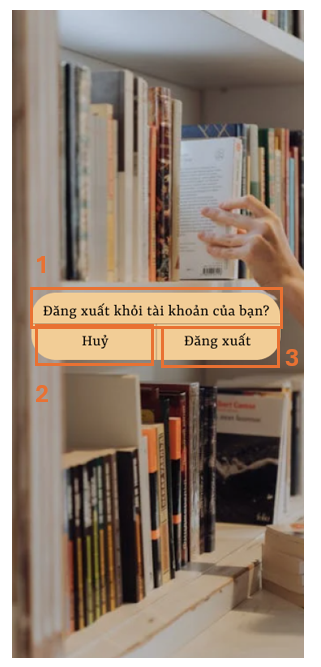 1
Đăng xuất khỏi tài khoản của bạn?
Huỷ
Đăng xuất
3
2